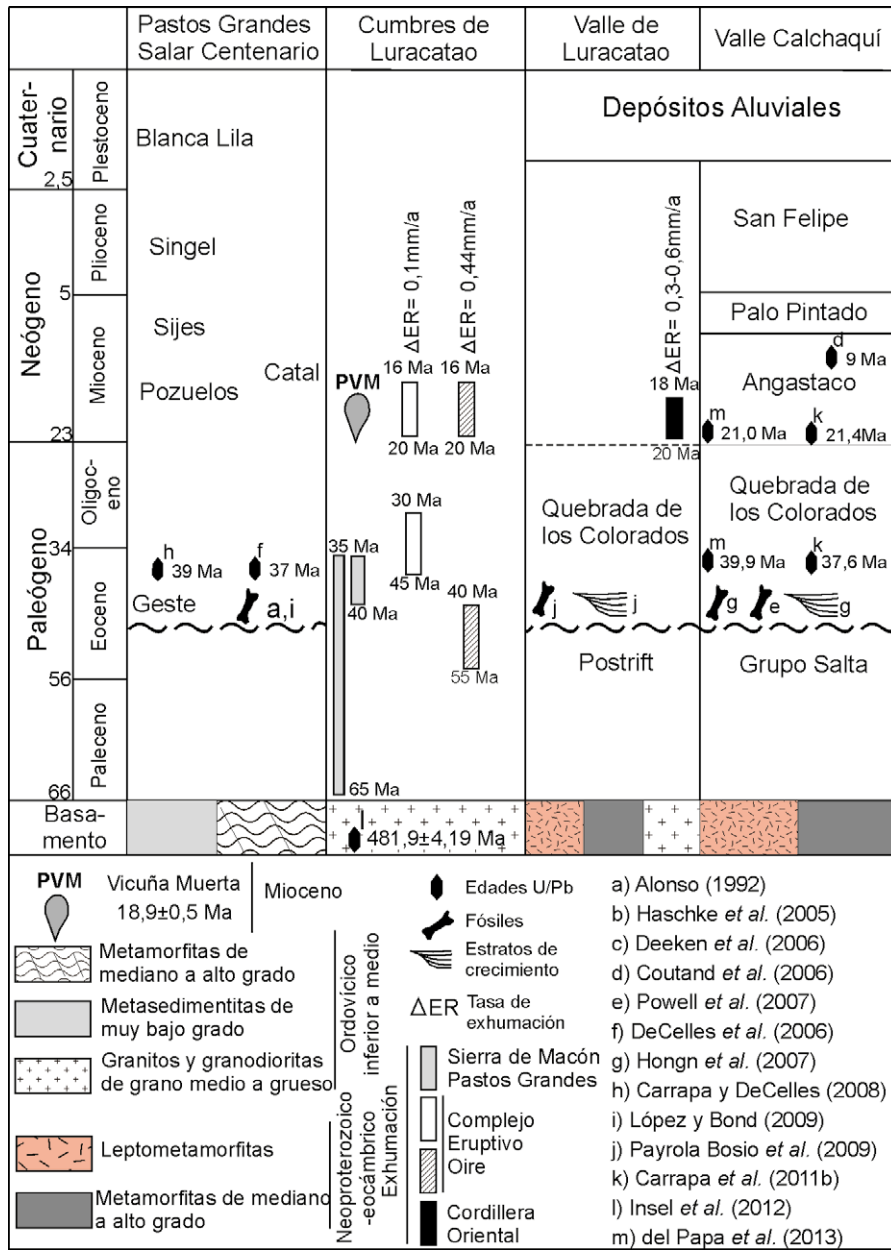 Pastos Grandes
Salar Centenario
Cumbres de
Luracatao
Valle de
Luracatao
Valle Calchaquí
Cuater-
nario
Plestoceno
2,5
Blanca Lila
Depósitos Aluviales
Neógeno
Plioceno
5
Singel
San Felipe
Palo Pintado
Mioceno
23
Sijes
Pozuelos
Catal
PVM
ΔER= 0,1mm/a
16 Ma
20 Ma
ΔER= 0,44mm/a
16 Ma
20 Ma
ΔER= 0,3-0,6mm/a
18 Ma
20 Ma
d
9 Ma
Angastaco
m
21,0 Ma
k
21,4Ma
Paleógeno
Oligoc-
eno
34
30 Ma
45 Ma
Quebrada de
los Colorados
Quebrada de
los Colorados
Eoceno
56
h
39 Ma
f
37 Ma
Geste
a,i
35 Ma
40 Ma
40 Ma
55 Ma
j
j
m
39,9 Ma
k
37,6 Ma
g
e
g
Postrift
Grupo Salta
Paleceno
66
65 Ma
Basa-
mento
l
481,9±4,19 Ma
PVM
Vicuña Muerta
18,9±0,5 Ma
Mioceno
Metamorfitas de
mediano a alto grado
Metasedimentitas de
muy bajo grado
Granitos y granodioritas
de grano medio a grueso
Ordovícico
inferior a medio
Leptometamorfitas
Metamorfitas de mediano
a alto grado
Neoproterozoico
-eocámbrico
Edades U/Pb
Fósiles
Estratos de
crecimiento
ΔER
Tasa de
exhumación
Exhumación
Sierra de Macón
Pastos Grandes
Complejo
Eruptivo
Oire
Cordillera
Oriental
a) Alonso (1992)
b) Haschke et al. (2005)
c) Deeken et al. (2006)
d) Coutand et al. (2006)
e) Powell et al. (2007)
f) DeCelles et al. (2006)
g) Hongn et al. (2007)
h) Carrapa y DeCelles (2008)
i) López y Bond (2009)
j) Payrola Bosio et al. (2009)
k) Carrapa et al. (2011b)
l) Insel et al. (2012)
m) del Papa et al. (2013)